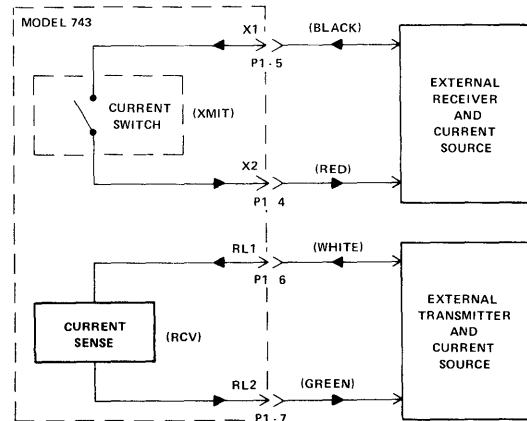 MODEL 743
X1
(BLACK)
P1-5
CURRENT
SWITCH
(XMIT)
EXTERNAL
RECEIVER
AND
CURRENT
SOURCE
X2
(RED)
P1 4
RL1
(WHITE)
P1 6
CURRENT
SENSE
(RCV)
EXTERNAL
TRANSMITTER
AND
CURRENT
SOURCE
RL2
(GREEN)
P1-7